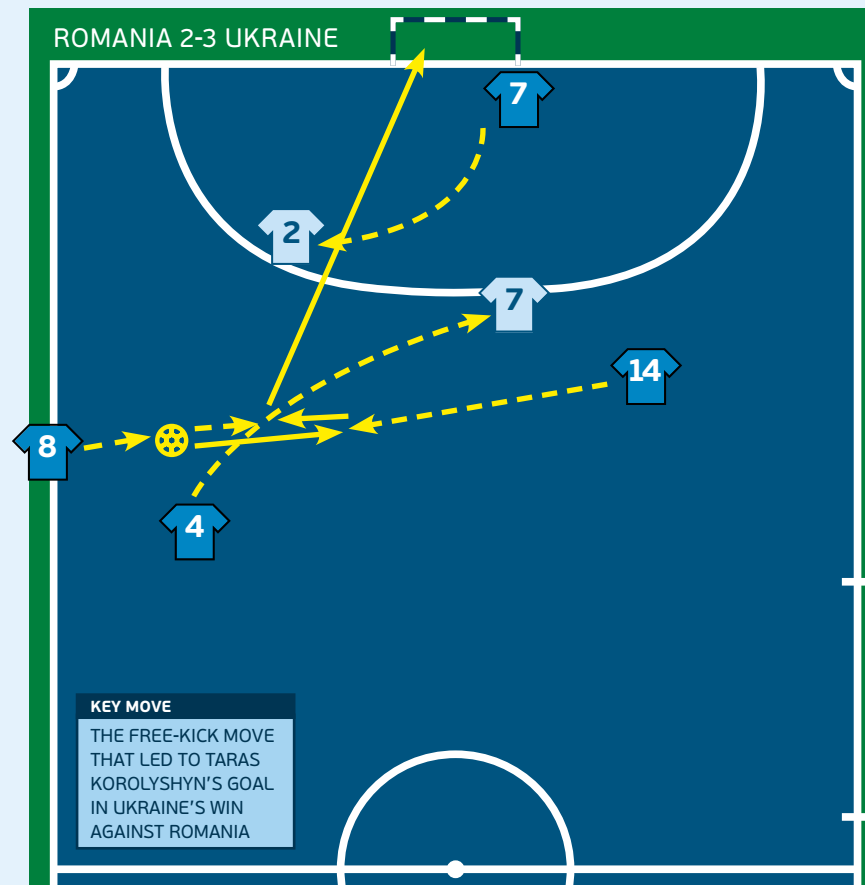 ROMANIA 2-3 UKRAINE
7
2
7
14
8
4
KEY MOVE
THE FREE-KICK MOVE
THAT LED TO TARAS
KOROLYSHYN'S GOAL
IN UKRAINE'S WIN
AGAINST ROMANIA